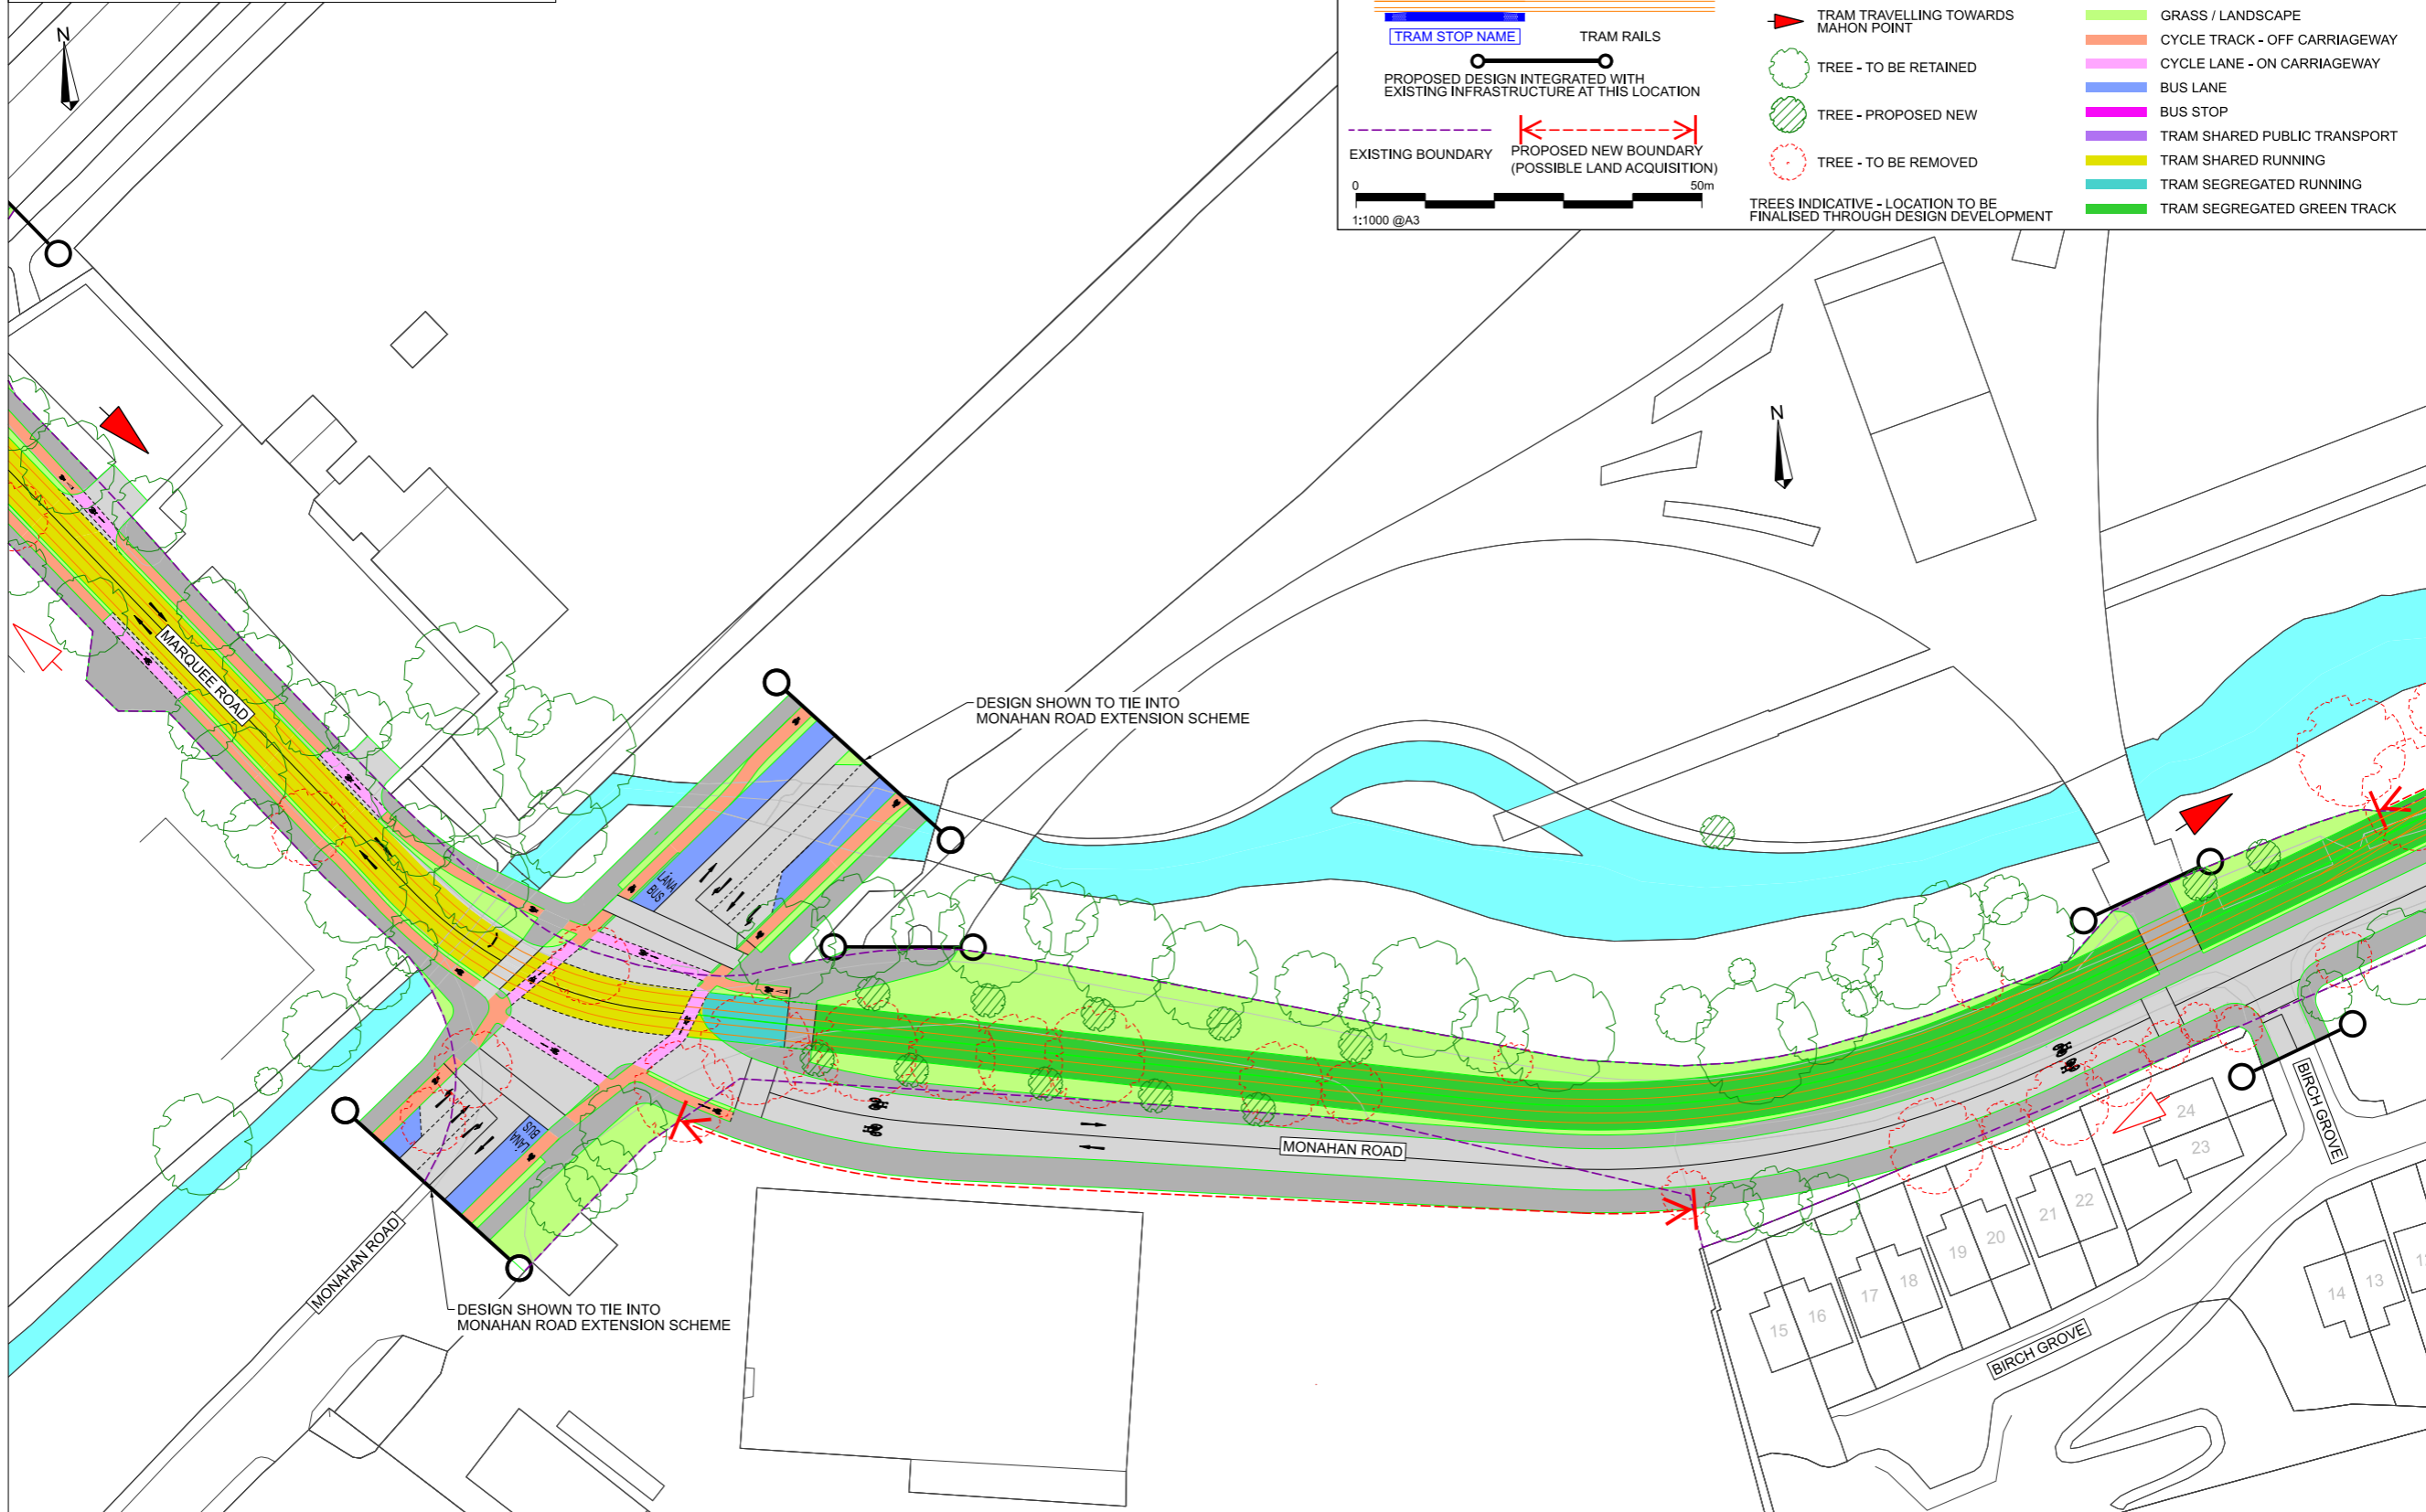 N
TRAM STOP NAME
TRAM RAILS
PROPOSED DESIGN INTEGRATED WITH
EXISTING INFRASTRUCTURE AT THIS LOCATION
EXISTING BOUNDARY
PROPOSED NEW BOUNDARY
(POSSIBLE LAND ACQUISITION)
0
50m
1:1000 @A3
TRAM TRAVELLING TOWARDS
MAHON POINT
TREE - TO BE RETAINED
TREE - PROPOSED NEW
TREE - TO BE REMOVED
TREES INDICATIVE - LOCATION TO BE
FINALISED THROUGH DESIGN DEVELOPMENT
GRASS / LANDSCAPE
CYCLE TRACK - OFF CARRIAGEWAY
CYCLE LANE - ON CARRIAGEWAY
BUS LANE
BUS STOP
TRAM SHARED PUBLIC TRANSPORT
TRAM SHARED RUNNING
TRAM SEGREGATED RUNNING
TRAM SEGREGATED GREEN TRACK
N
MARQUEE ROAD
DESIGN SHOWN TO TIE INTO
MONAHAN ROAD EXTENSION SCHEME
LÁNA
BUS
LÁNA
BUS
MONAHAN ROAD
MONAHAN ROAD
DESIGN SHOWN TO TIE INTO
MONAHAN ROAD EXTENSION SCHEME
BIRCH GROVE
24
23
22
21
20
19
18
17
16
15
14
13
BIRCH GROVE